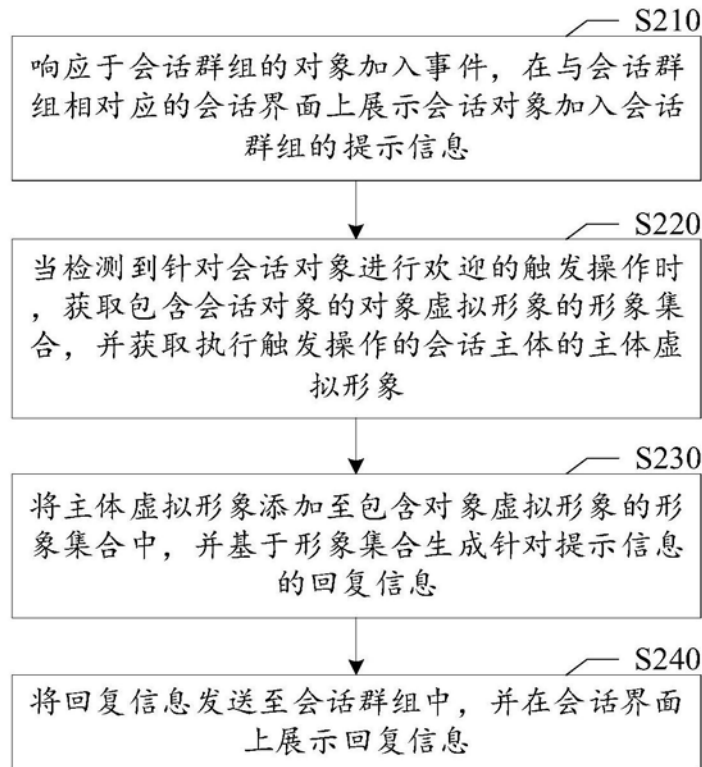 S210
响应于会话群组的对象加入事件，在与会话群
组相对应的会话界面上展示会话对象加入会话
群组的提示信息
S220
当检测到针对会话对象进行欢迎的触发操作时
，获取包含会话对象的对象虚拟形象的形象集
合，并获取执行触发操作的会话主体的主体虚
拟形象
S230
将主体虚拟形象添加至包含对象虚拟形象的形
象集合中，并基于形象集合生成针对提示信息
的回复信息
S240
将回复信息发送至会话群组中，并在会话界面
上展示回复信息